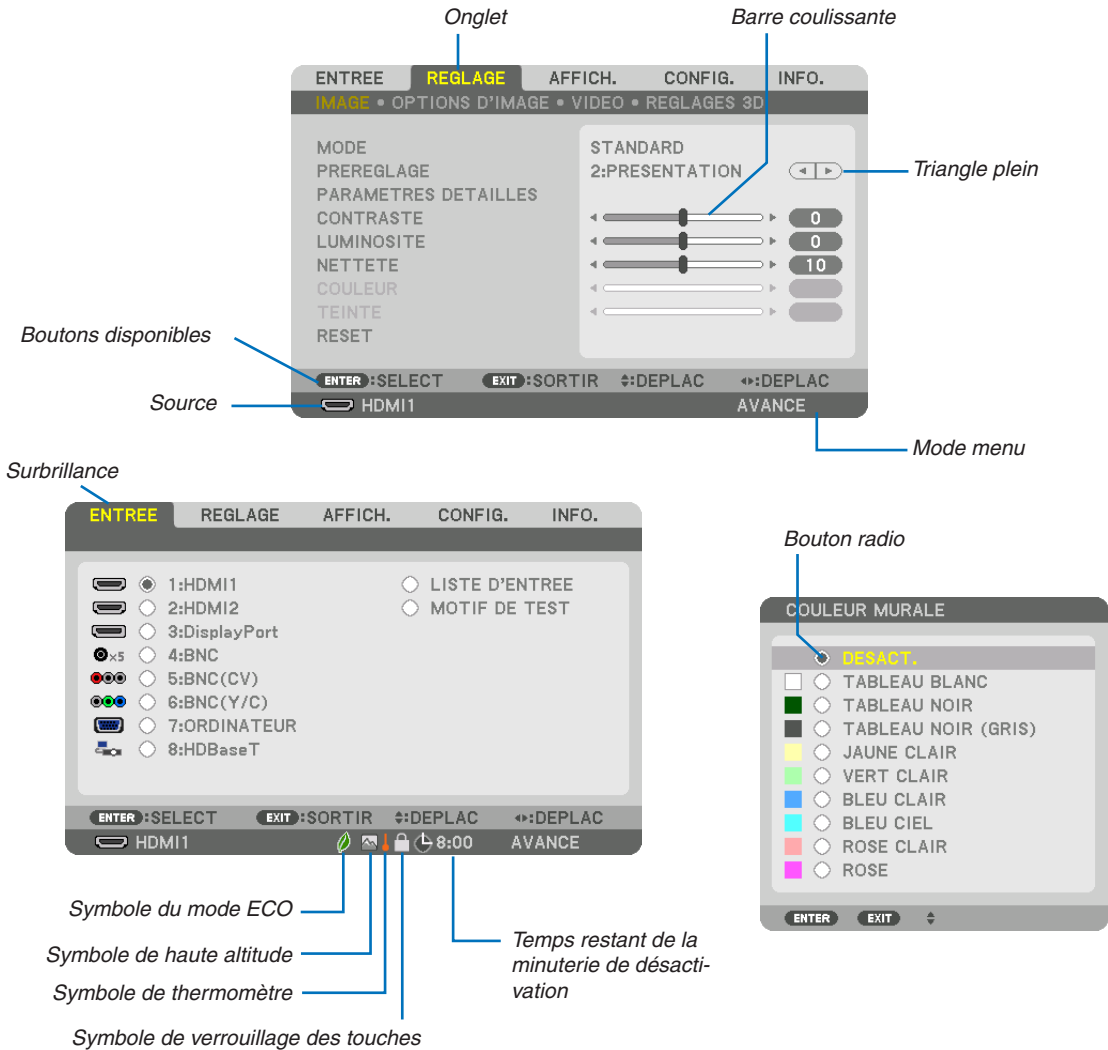 Onglet
Barre coulissante
ENTREE REGLAGE AFFICH. CONFIG. INFO.
IMAGE • OPTIONS D'IMAGE • VIDEO • REGLAGES 3D
MODE STANDARD
PREREGLAGE 2:PRESENTATION
Triangle plein
PARAMETRES DETAILLES
CONTRASTE 0
LUMINOSITE 0
NETTETE 10
COULEUR
TEINTE
RESET
Boutons disponibles
ENTER :SELECT EXIT :SORTIR :DEPLAC :DEPLAC
Source
HDMI1 AVANCE
Mode menu
Surbrillance
ENTREE REGLAGE AFFICH. CONFIG. INFO.
1:HDMI1 LISTE D'ENTREE
2:HDMI2 MOTIF DE TEST
3:DisplayPort
×5 4:BNC
5:BNC(CV)
6:BNC(Y/C)
7:ORDINATEUR
8:HDBaseT
ENTER :SELECT EXIT :SORTIR :DEPLAC :DEPLAC
HDMI1 8:00 AVANCE
Symbole du mode ECO
Symbole de haute altitude
Symbole de thermomètre
Symbole de verrouillage des touches
Temps restant de la
minuterie de désacti-
vation
Bouton radio
COULEUR MURALE
DESACT.
TABLEAU BLANC
TABLEAU NOIR
TABLEAU NOIR (GRIS)
JAUNE CLAIR
VERT CLAIR
BLEU CLAIR
BLEU CIEL
ROSE CLAIR
ROSE
ENTER EXIT